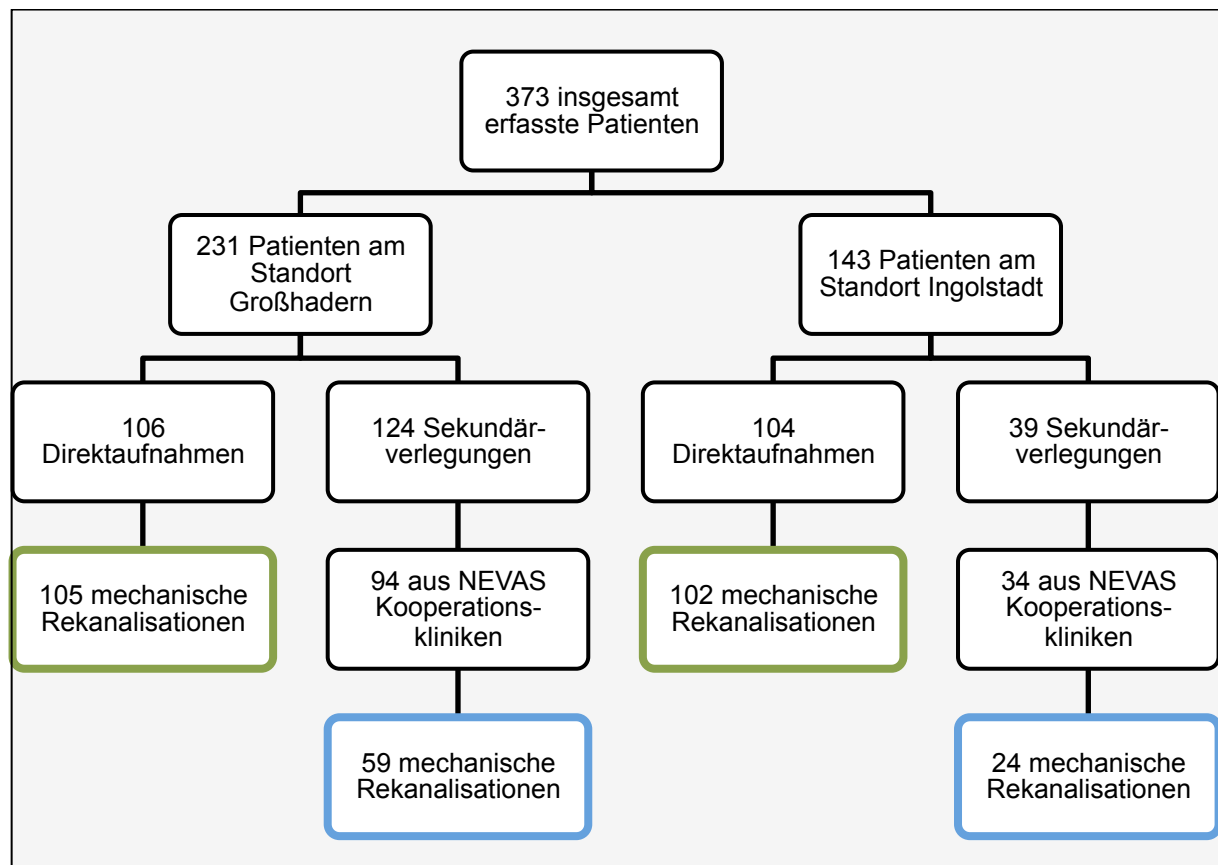 373 insgesamt
erfasste Patienten
231 Patienten am
Standort
Großhadern
143 Patienten am
Standort Ingolstadt
106
Direktaufnahmen
124 Sekundär-
verlegungen
104
Direktaufnahmen
39 Sekundär-
verlegungen
105 mechanische
Rekanalisationen
94 aus NEVAS
Kooperations-
kliniken
102 mechanische
Rekanalisationen
34 aus NEVAS
Kooperations-
kliniken
59 mechanische
Rekanalisationen
24 mechanische
Rekanalisationen